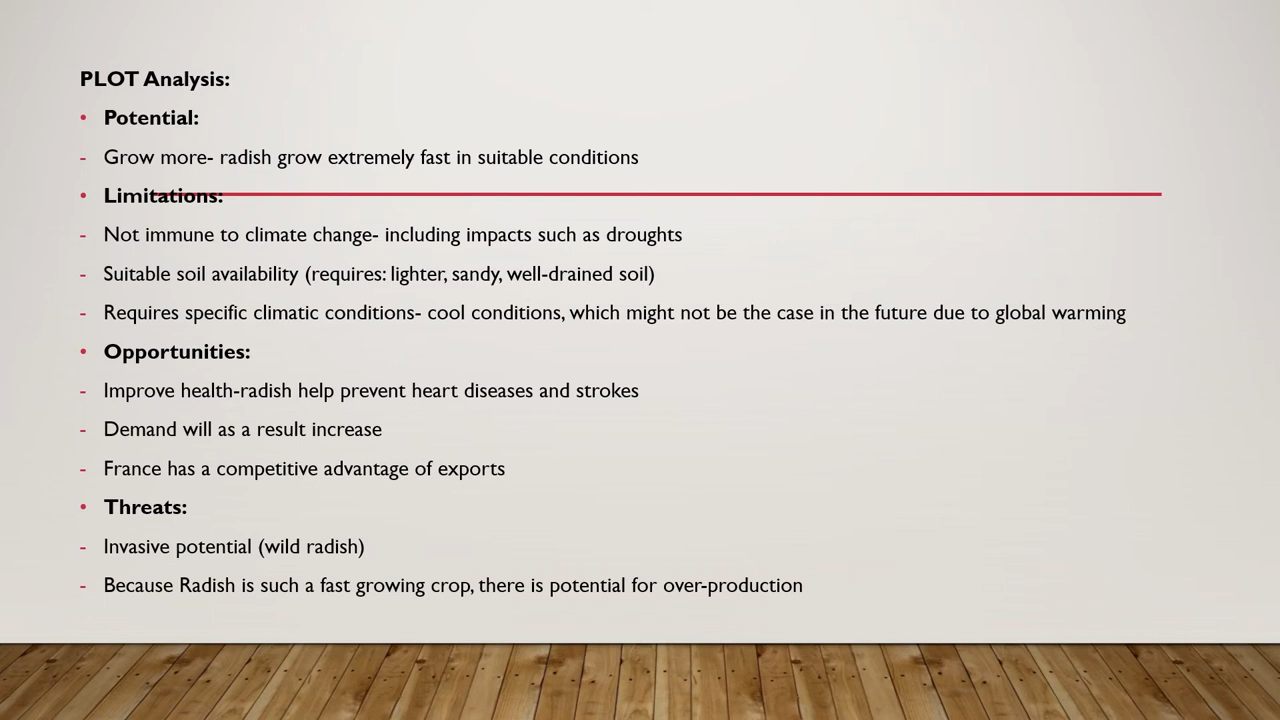 PLOT Analysis:
• Potential:
- Grow more- radish grow extremely fast in suitable conditions
• Limitations:
- Not immune to climate change- including impacts such as droughts
- Suitable soil availability (requires: lighter, sandy, well-drained soil)
- Requires specific climatic conditions- cool conditions, which might not be the case in the future due to global warming
• Opportunities:
- Improve health-radish help prevent heart diseases and strokes
- Demand will as a result increase
- France has a competitive advantage of exports
• Threats:
- Invasive potential (wild radish)
- Because Radish is such a fast growing crop, there is potential for over-production